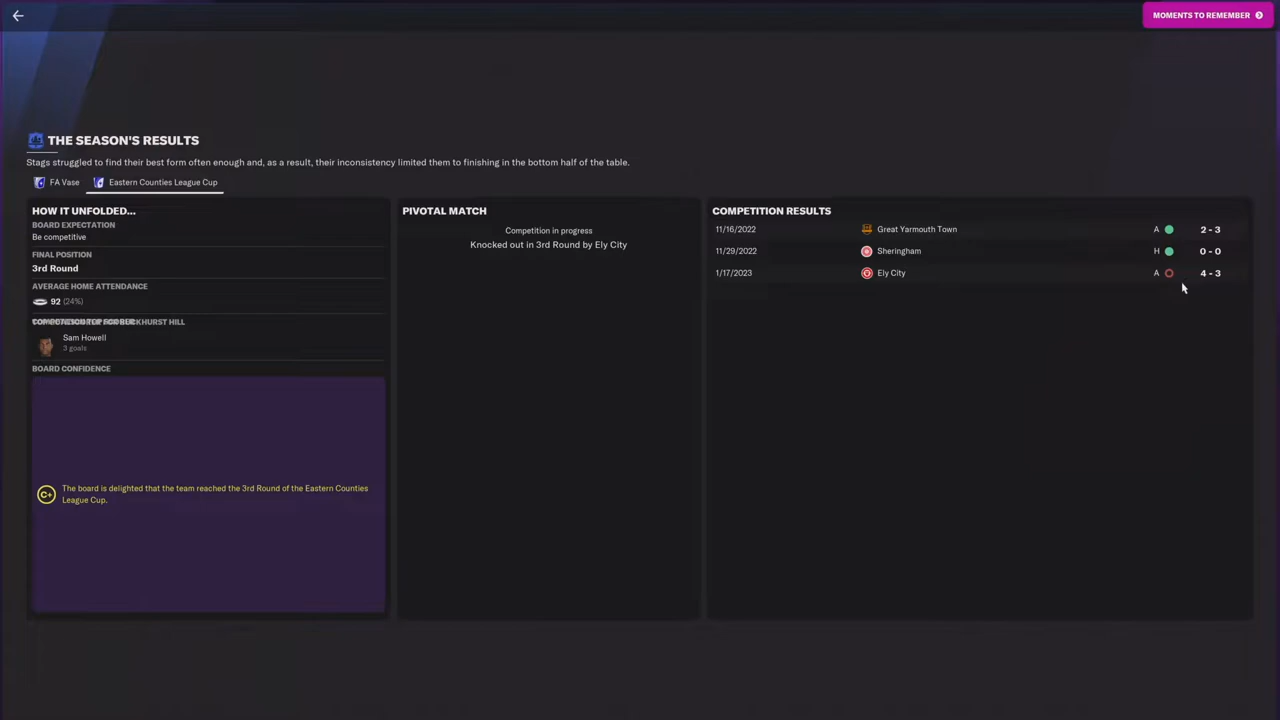 MOMENTS TO REMEMBER
THE SEASON'S RESULTS
Stags struggled to find their best form often enough and, as a result, their inconsistency limited them to finishing in the bottom half of the table.
FA Vase
Eastern Counties League Cup
HOW IT UNFOLDED...
BOARD EXPECTATION
Be competitive
FINAL POSITION
3rd Round
AVERAGE HOME ATTENDANCE
92 (24%)
Sam Howell
3 goals
BOARD CONFIDENCE
C+
The board is delighted that the team reached the 3rd Round of the Eastern Counties
League Cup.
PIVOTAL MATCH
Competition in progress
Knocked out in 3rd Round by Ely City
COMPETITION RESULTS
11/16/2022 Great Yarmouth Town A 2 - 3
11/29/2022 Sheringham H 0 - 0
1/17/2023 Ely City A 4 - 3